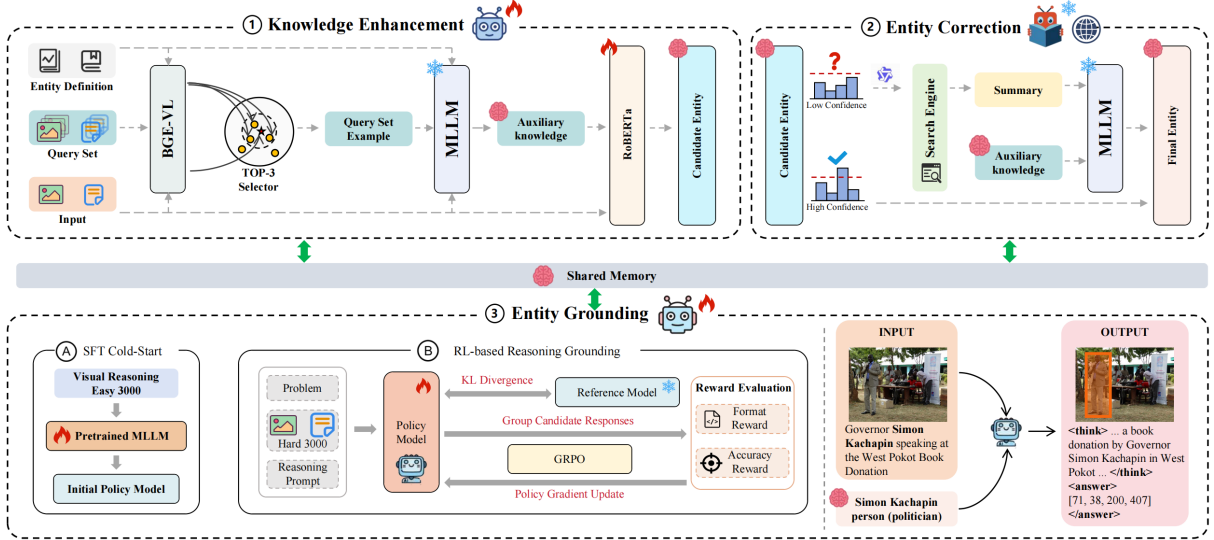 ① Knowledge Enhancement
Entity Definition
Query Set
Input
BGE-VL
TOP-3
Selector
Query Set
Example
MLLM
Auxiliary
knowledge
RoBERTa
Candidate Entity
② Entity Correction
Candidate Entity
?
Low Confidence
High Confidence
Search Engine
Summary
Auxiliary
knowledge
MLLM
Final Entity
Shared Memory
③ Entity Grounding
A SFT Cold-Start
Visual Reasoning
Easy 3000
Pretrained MLLM
Initial Policy Model
B RL-based Reasoning Grounding
Problem
Hard 3000
Reasoning
Prompt
Policy
Model
KL Divergence
Reference Model
Group Candidate Responses
GRPO
Policy Gradient Update
Reward Evaluation
Format
Reward
Accuracy
Reward
INPUT
Governor Simon
Kachapin speaking at
the West Pokot Book
Donation
Simon Kachapin
person (politician)
OUTPUT
<think> ... a book
donation by Governor
Simon Kachapin in West
Pokot ... </think>
<answer>
[71, 38, 200, 407]
</answer>